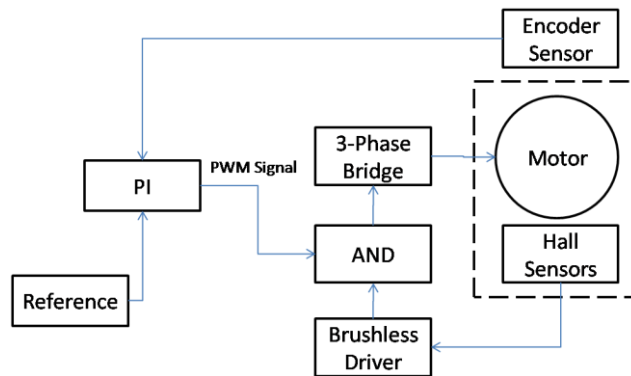 Encoder
Sensor
3-Phase
Bridge
Motor
PWM Signal
PI
AND
Hall
Sensors
Reference
Brushless
Driver